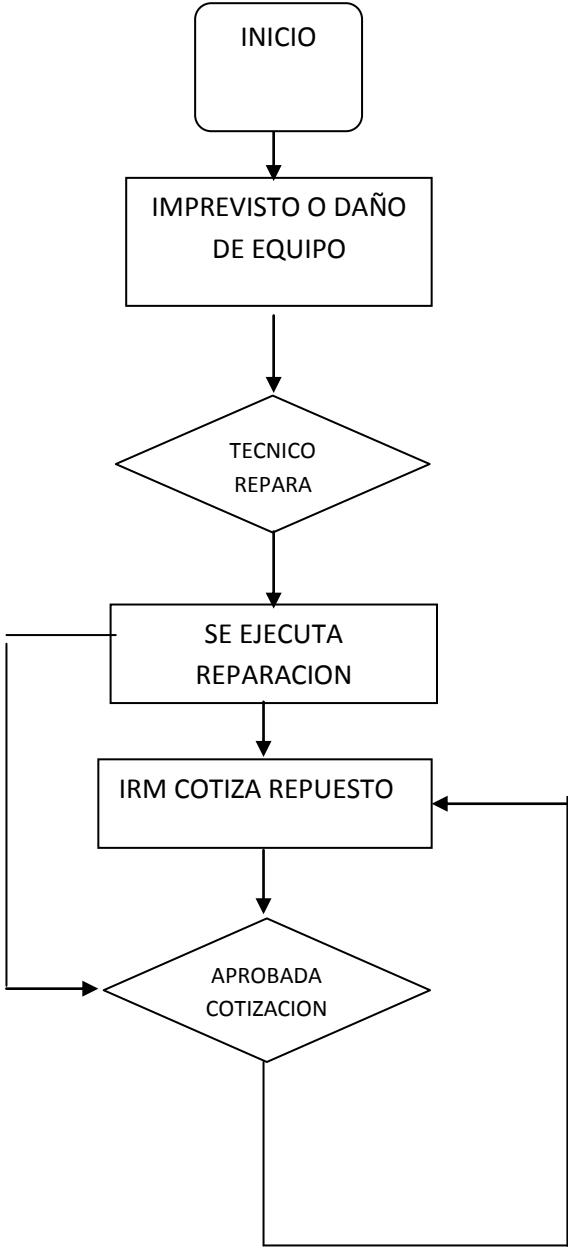 INICIO
IMPREVISTO O DAÑO
DE EQUIPO
TECNICO
REPARA
SE EJECUTA
REPARACION
IRM COTIZA REPUESTO
APROBADA
COTIZACION